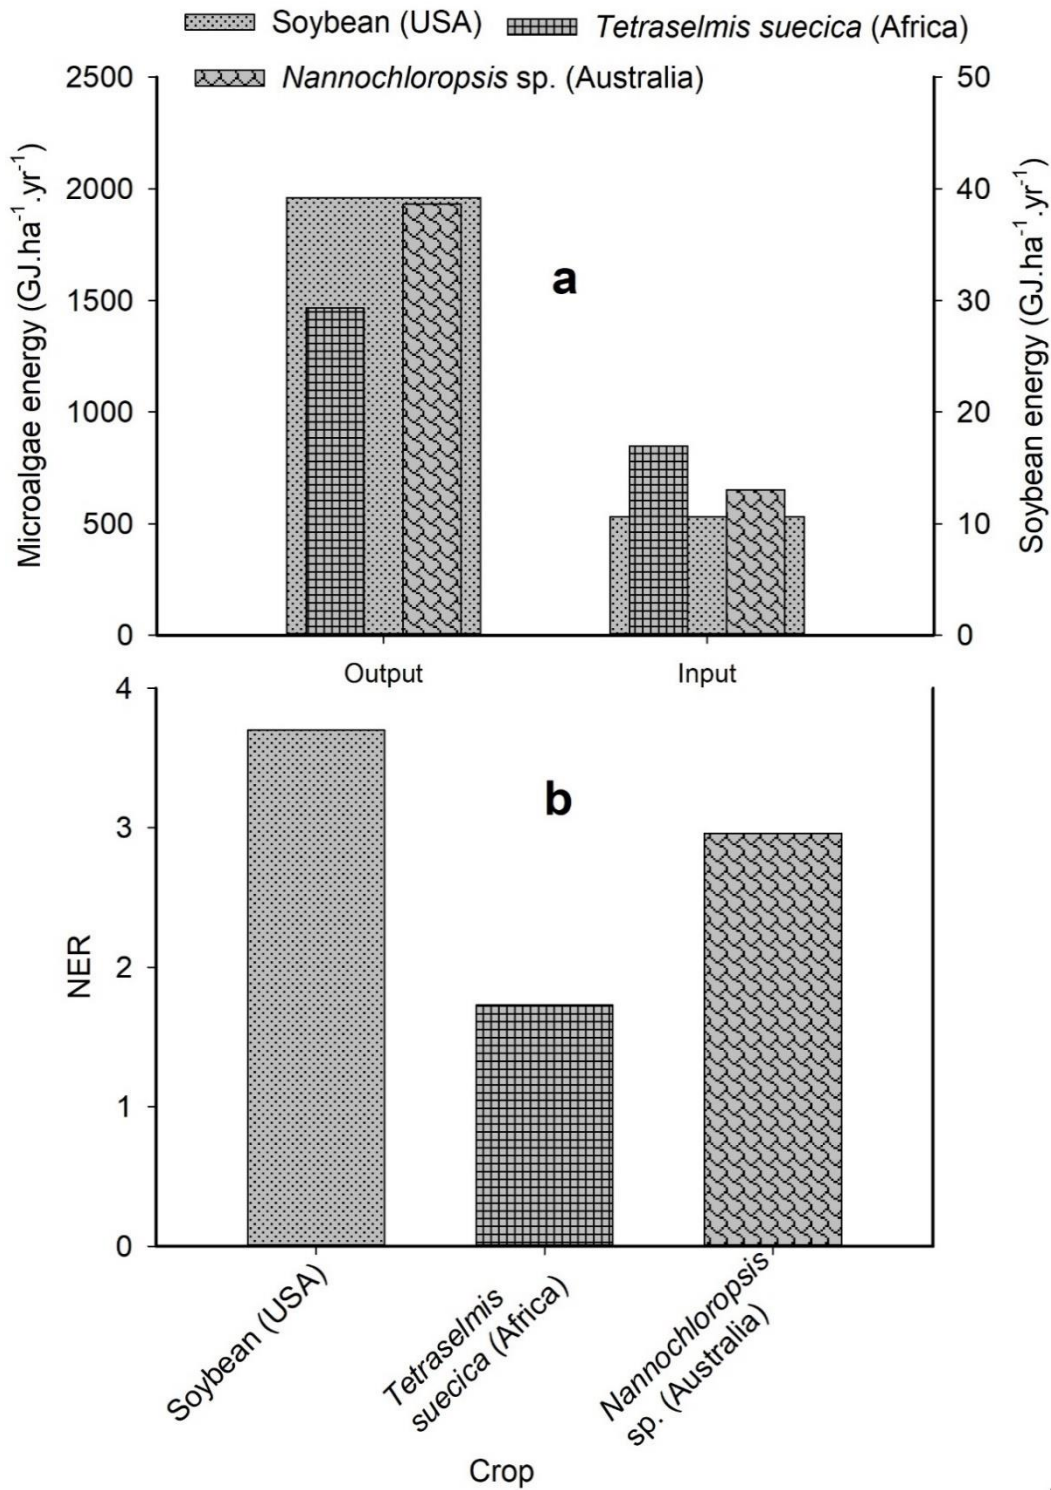 Soybean (USA) Tetraselmis suecica (Africa)
Nannochloropsis sp. (Australia)
2500
2000
1500
1000
500
0
Microalgae energy (GJ.ha⁻¹.yr⁻¹)
50
40
30
20
10
0
Soybean energy (GJ.ha⁻¹.yr⁻¹)
a
Output Input
4
3
2
1
0
NER
b
Soybean (USA)
Tetraselmis
suecica (Africa)
Nannochloropsis
sp. (Australia)
Crop